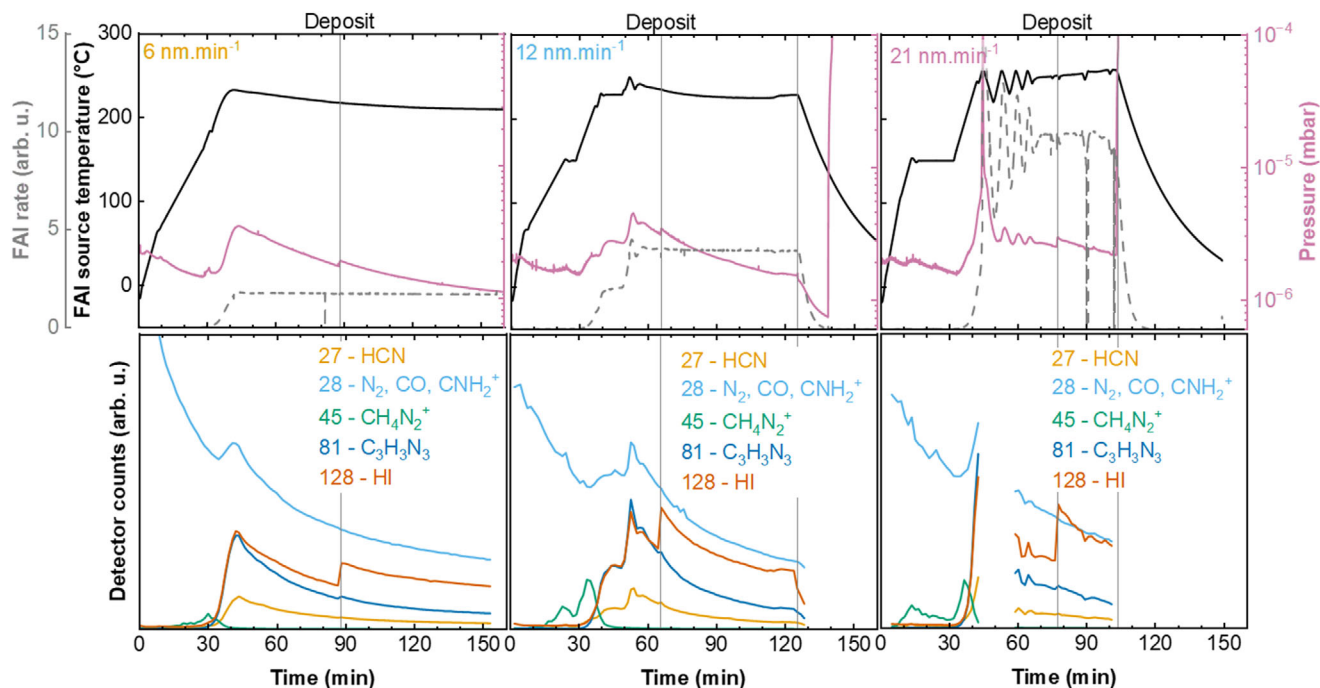 Deposit
Deposit
Deposit
FAI rate (arb. u.)
15
10
5
0
FAI source temperature (°C)
300
200
100
0
6 nm.min⁻¹
12 nm.min⁻¹
21 nm.min⁻¹
10⁻⁴
10⁻⁵
10⁻⁶
Pressure (mbar)
Detector counts (arb. u.)
27 - HCN
28 - N₂, CO, CNH₂⁺
45 - CH₄N₂⁺
81 - C₃H₃N₃
128 - HI
27 - HCN
28 - N₂, CO, CNH₂⁺
45 - CH₄N₂⁺
81 - C₃H₃N₃
128 - HI
27 - HCN
28 - N₂, CO, CNH₂⁺
45 - CH₄N₂⁺
81 - C₃H₃N₃
128 - HI
0 30 60 90 120 150
0 30 60 90 120 150
0 30 60 90 120 150
Time (min)
Time (min)
Time (min)